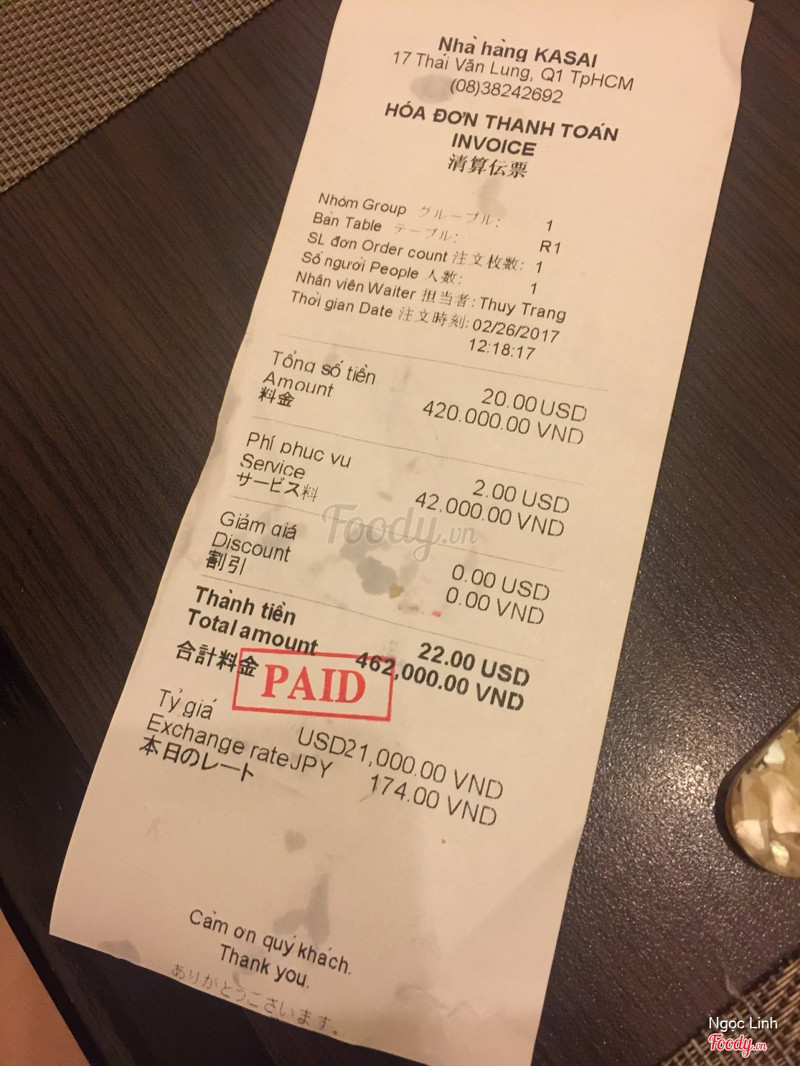 Nhà hàng KASAI
17 Thái Văn Lung, Q1 TpHCM
(08)38242692
HÓA ĐƠN THANH TOÁN
INVOICE
清算伝票
Nhóm Group グループル: 1
Bàn Table テーブル: R1
SL đơn Order count 注文枚数: 1
Số người People 人数: 1
Nhân viên Waiter 担当者: Thuy Trang
Thời gian Date 注文時刻: 02/26/2017
12:18:17
Tổng số tiền 20.00 USD
Amount 420.000.00 VND
料金
Phí phục vụ
Service 2.00 USD
サービス料 42.000.00 VND
Giảm giá
Discount 0.00 USD
割引 0.00 VND
Thành tiền 22.00 USD
Total amount 462,000.00 VND
合計料金
PAID
Tỷ giá USD21,000.00 VND
Exchange rate JPY 174.00 VND
本日のレート
Cảm ơn quý khách.
Thank you.
ありがとうございます。
Foody.vn
Ngọc Linh
Foody.vn